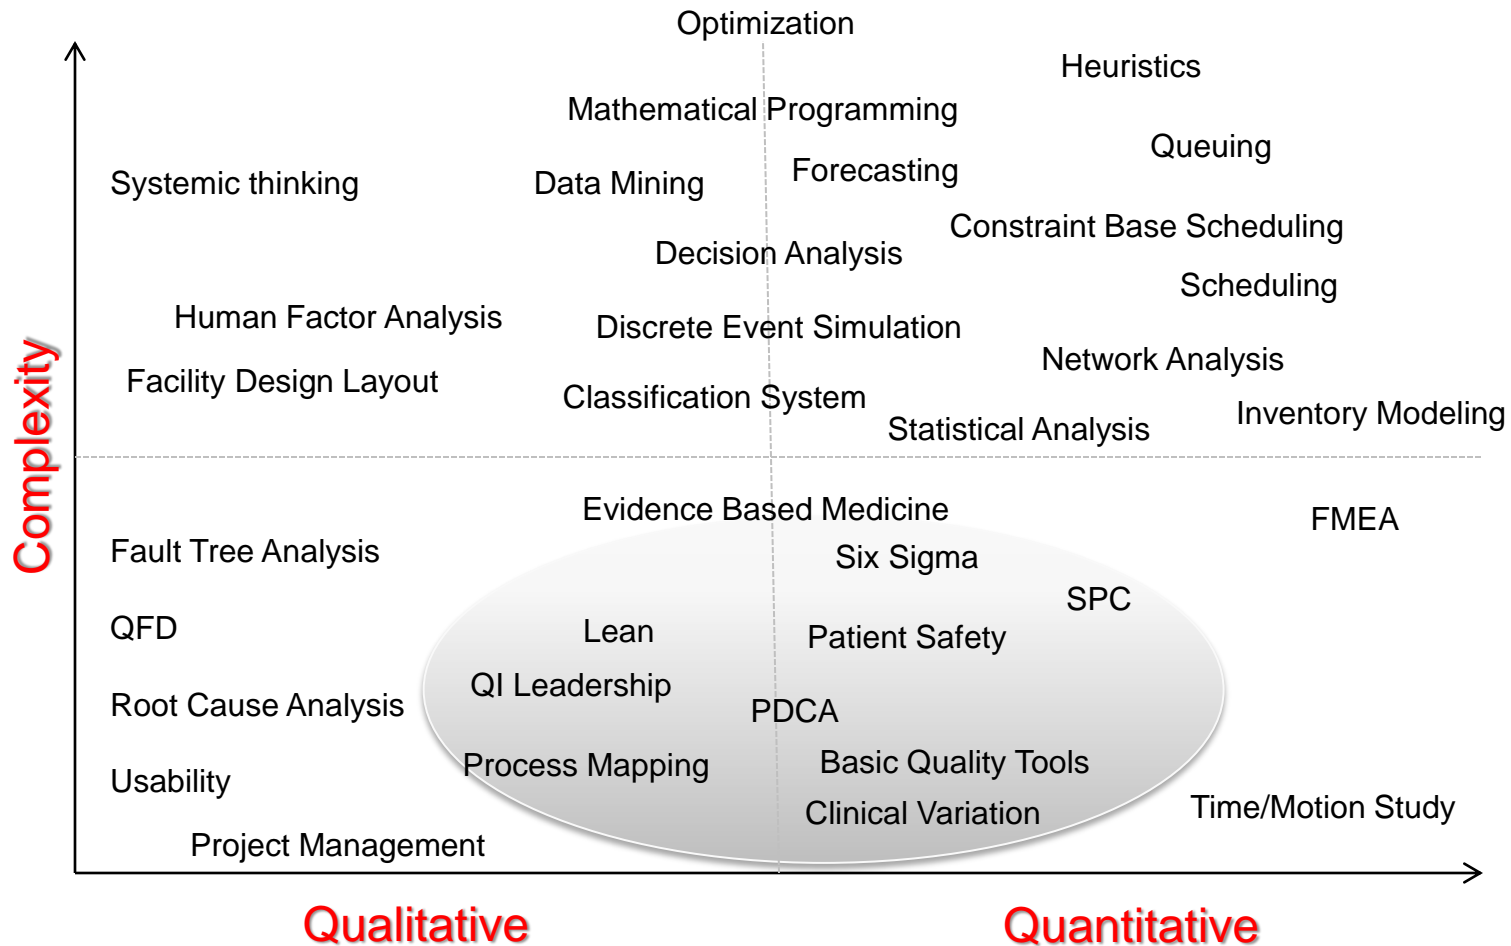 Optimization
Heuristics
Mathematical Programming
Queuing
Forecasting
Systemic thinking
Data Mining
Constraint Base Scheduling
Decision Analysis
Scheduling
Human Factor Analysis
Discrete Event Simulation
Network Analysis
Facility Design Layout
Classification System
Inventory Modeling
Statistical Analysis
Complexity
Evidence Based Medicine
FMEA
Fault Tree Analysis
Six Sigma
SPC
QFD
Lean
Patient Safety
QI Leadership
Root Cause Analysis
PDCA
Process Mapping
Basic Quality Tools
Usability
Clinical Variation
Time/Motion Study
Project Management
Qualitative
Quantitative